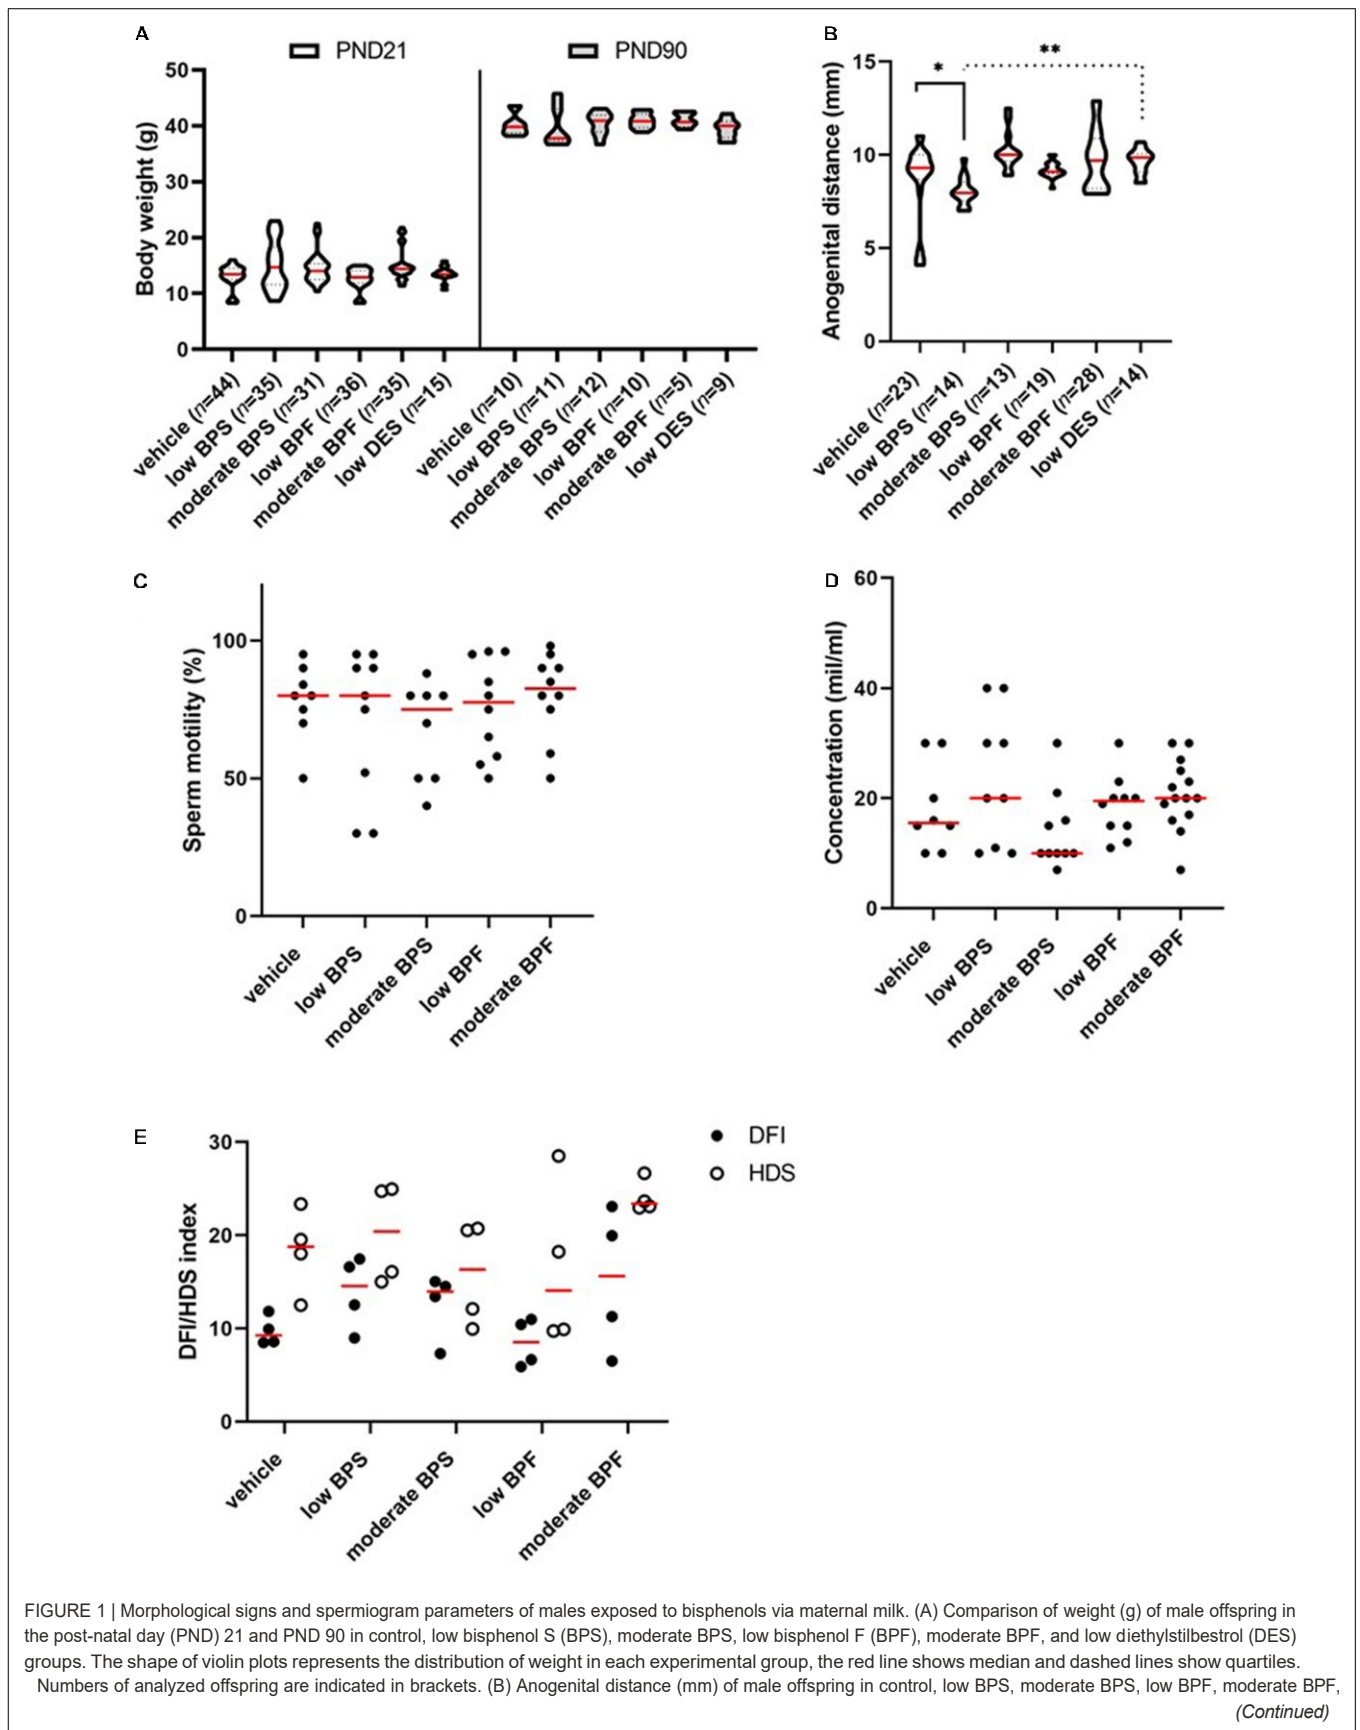 A
PND21
PND90
Body weight (g)
50
40
30
20
10
0
vehicle (n=44)
low BPS (n=35)
moderate BPS (n=31)
low BPF (n=36)
moderate BPF (n=35)
low DES (n=15)
vehicle (n=10)
low BPS (n=11)
moderate BPS (n=12)
low BPF (n=10)
moderate BPF (n=5)
low DES (n=9)
B
Anogenital distance (mm)
15
10
5
0
*
**
vehicle (n=23)
low BPS (n=14)
moderate BPS (n=13)
low BPF (n=19)
moderate BPF (n=28)
low DES (n=14)
C
Sperm motility (%)
100
50
0
vehicle
low BPS
moderate BPS
low BPF
moderate BPF
D
Concentration (mil/ml)
60
40
20
0
vehicle
low BPS
moderate BPS
low BPF
moderate BPF
E
DFI/HDS index
30
20
10
0
DFI
HDS
vehicle
low BPS
moderate BPS
low BPF
moderate BPF
FIGURE 1 | Morphological signs and spermiogram parameters of males exposed to bisphenols via maternal milk. (A) Comparison of weight (g) of male offspring in
the post-natal day (PND) 21 and PND 90 in control, low bisphenol S (BPS), moderate BPS, low bisphenol F (BPF), moderate BPF, and low diethylstilbestrol (DES)
groups. The shape of violin plots represents the distribution of weight in each experimental group, the red line shows median and dashed lines show quartiles.
Numbers of analyzed offspring are indicated in brackets. (B) Anogenital distance (mm) of male offspring in control, low BPS, moderate BPS, low BPF, moderate BPF,
(Continued)